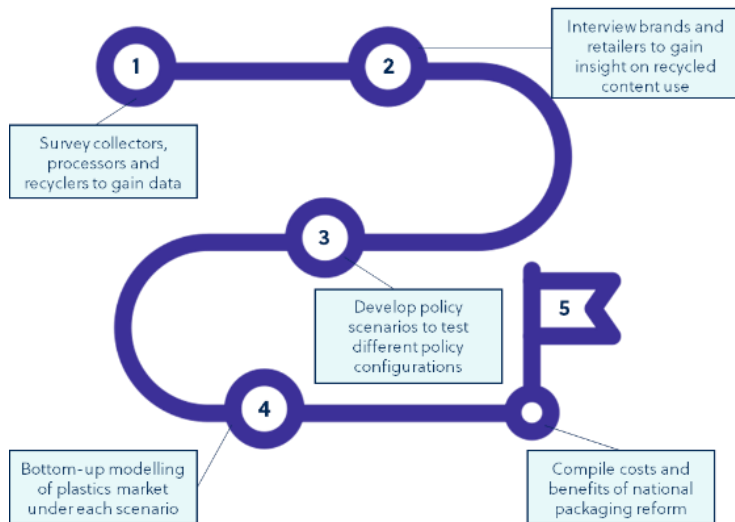 1
Survey collectors,
processors and
recyclers to gain data
2
Interview brands and
retailers to gain
insight on recycled
content use
3
Develop policy
scenarios to test
different policy
configurations
4
Bottom-up modelling
of plastics market
under each scenario
5
Compile costs and
benefits of national
packaging reform